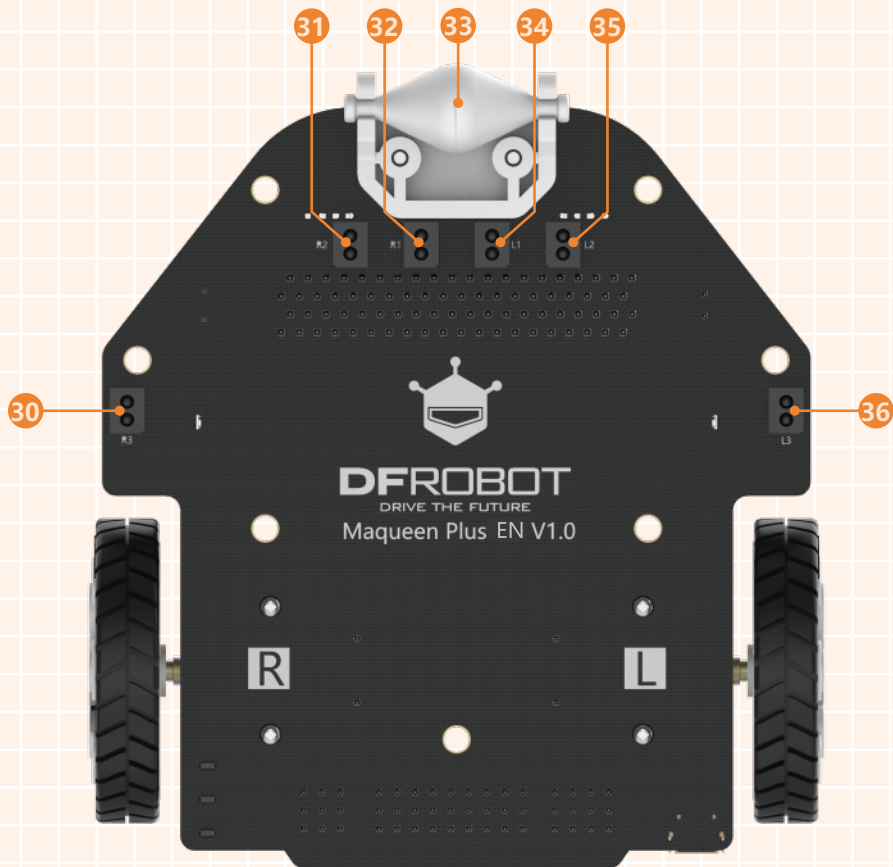 31 32 33 34 35
R2 R1 L1 L2
30 36
R3 L3
DFROBOT
DRIVE THE FUTURE
Maqueen Plus EN V1.0
R L